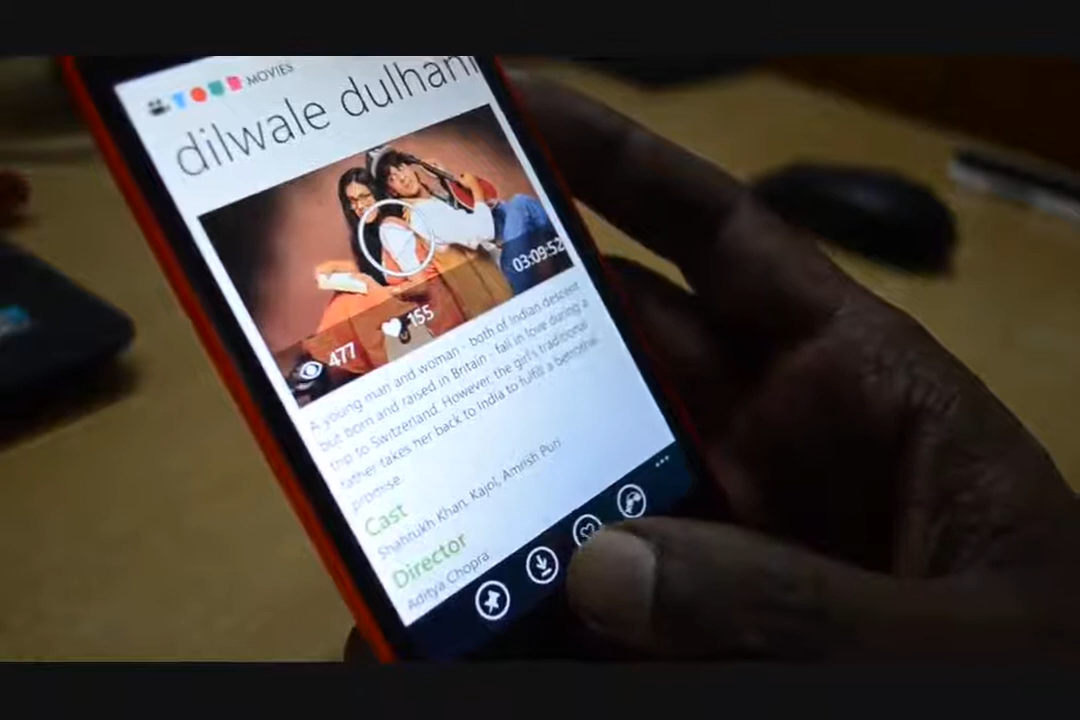 MOVIES
dilwale dulhani
03:09:52
477 155
A young man and woman - both of Indian descent
but born and raised in Britain - fall in love during a
trip to Switzerland. However, the girl's traditional
father takes her back to India to fulfill a betrothal
promise.
Cast
Shahrukh Khan, Kajol, Amrish Puri
Director
Aditya Chopra